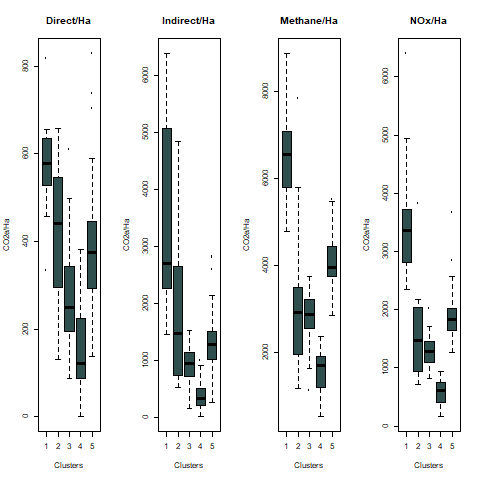 Direct/Ha
Indirect/Ha
Methane/Ha
NOx/Ha
CO2e/Ha
0
200
400
600
800
1 2 3 4 5
Clusters
CO2e/Ha
0
1000
2000
3000
4000
5000
6000
1 2 3 4 5
Clusters
CO2e/Ha
2000
4000
6000
8000
1 2 3 4 5
Clusters
CO2e/Ha
0
1000
2000
3000
4000
5000
6000
1 2 3 4 5
Clusters